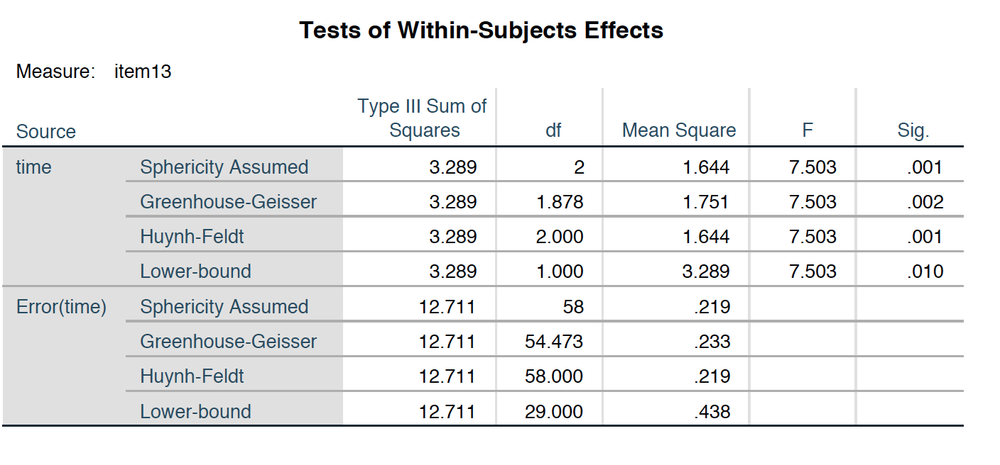 Tests of Within-Subjects Effects
Measure: item13
Source Type III Sum of Squares df Mean Square F Sig.
time Sphericity Assumed 3.289 2 1.644 7.503 .001
Greenhouse-Geisser 3.289 1.878 1.751 7.503 .002
Huynh-Feldt 3.289 2.000 1.644 7.503 .001
Lower-bound 3.289 1.000 3.289 7.503 .010
Error(time) Sphericity Assumed 12.711 58 .219
Greenhouse-Geisser 12.711 54.473 .233
Huynh-Feldt 12.711 58.000 .219
Lower-bound 12.711 29.000 .438